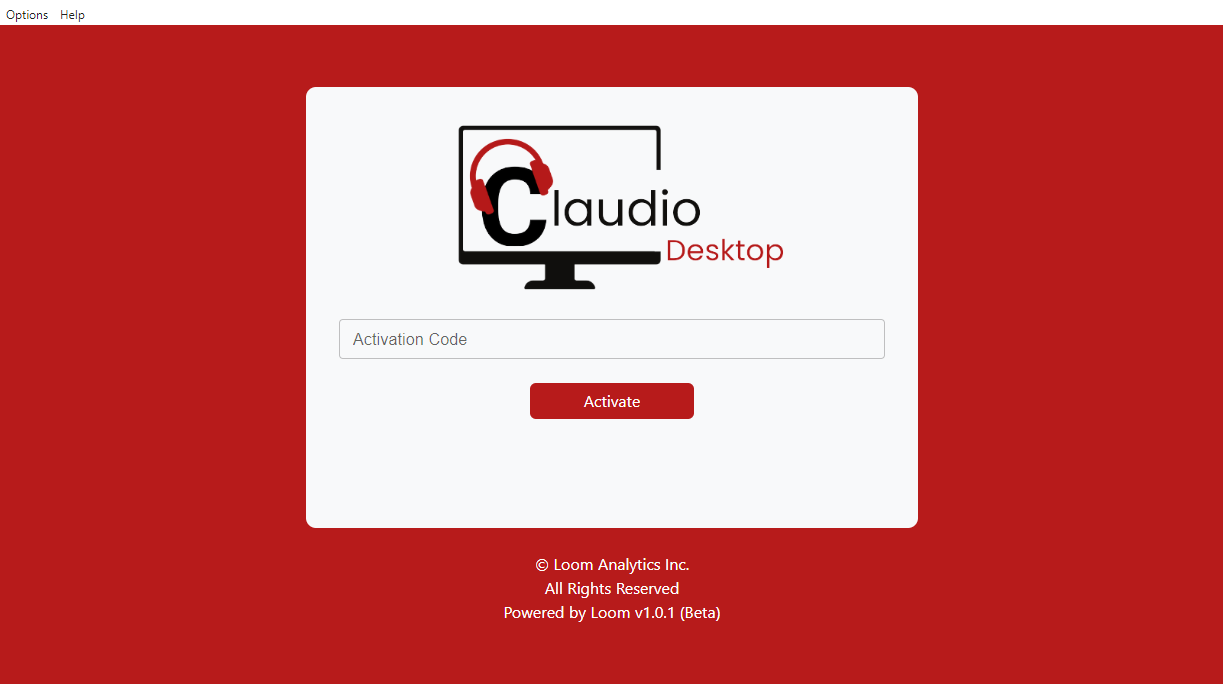 Options Help
Claudio
Desktop
Activation Code
Activate
© Loom Analytics Inc.
All Rights Reserved
Powered by Loom v1.0.1 (Beta)